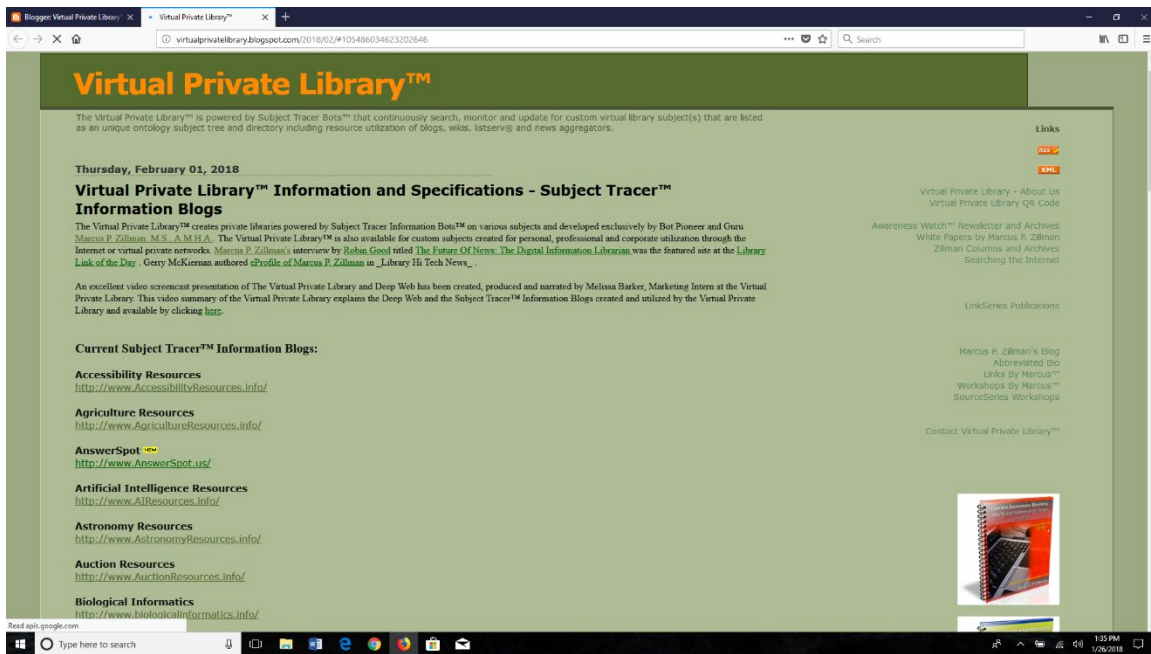 Blogger: Virtual Private Library
Virtual Private Library™
virtualprivatelibrary.blogspot.com/2018/02/#105486034623202646
Search
Virtual Private Library™
The Virtual Private Library™ is powered by Subject Tracer Bots™ that continuously search, monitor and update for custom virtual library subject(s) that are listed
as an unique ontology subject tree and directory including resource utilization of blogs, wikis, listserv® and news aggregators.
Thursday, February 01, 2018
Virtual Private Library™ Information and Specifications - Subject Tracer™
Information Blogs
The Virtual Private Library™ creates private libraries powered by Subject Tracer Information Bots™ on various subjects and developed exclusively by Bot Pioneer and Guru
Marcus P. Zillman, M.S., A.M.H.A. . The Virtual Private Library™ is also available for custom subjects created for personal, professional and corporate utilization through the
Internet or virtual private networks. Marcus P. Zillman's interview by Robin Good titled The Future Of News: The Digital Information Librarian was the featured site at the Library
Link of the Day . Gerry McKiernan authored eProfile of Marcus P. Zillman in _Library Hi Tech News_ .
An excellent video screencast presentation of The Virtual Private Library and Deep Web has been created, produced and narrated by Melissa Barker, Marketing Intern at the Virtual
Private Library. This video summary of the Virtual Private Library explains the Deep Web and the Subject Tracer™ Information Blogs created and utilized by the Virtual Private
Library and available by clicking here.
Current Subject Tracer™ Information Blogs:
Accessibility Resources
http://www.AccessibilityResources.info/
Agriculture Resources
http://www.AgricultureResources.info/
AnswerSpot NEW
http://www.AnswerSpot.us/
Artificial Intelligence Resources
http://www.AIResources.info/
Astronomy Resources
http://www.AstronomyResources.info/
Auction Resources
http://www.AuctionResources.info/
Biological Informatics
http://www.biologicalinformatics.info/
Links
RSS
XML
Virtual Private Library - About Us
Virtual Private Library QR Code
Awareness Watch™ Newsletter and Archives
White Papers by Marcus P. Zillman
Zillman Columns and Archives
Searching the Internet
LinkSeries Publications
Marcus P. Zillman's Blog
Abbreviated Bio
Links By Marcus™
Workshops By Marcus™
SourceSeries Workshops
Contact Virtual Private Library™
Read apis.google.com
Type here to search
1:35 PM
1/26/2018